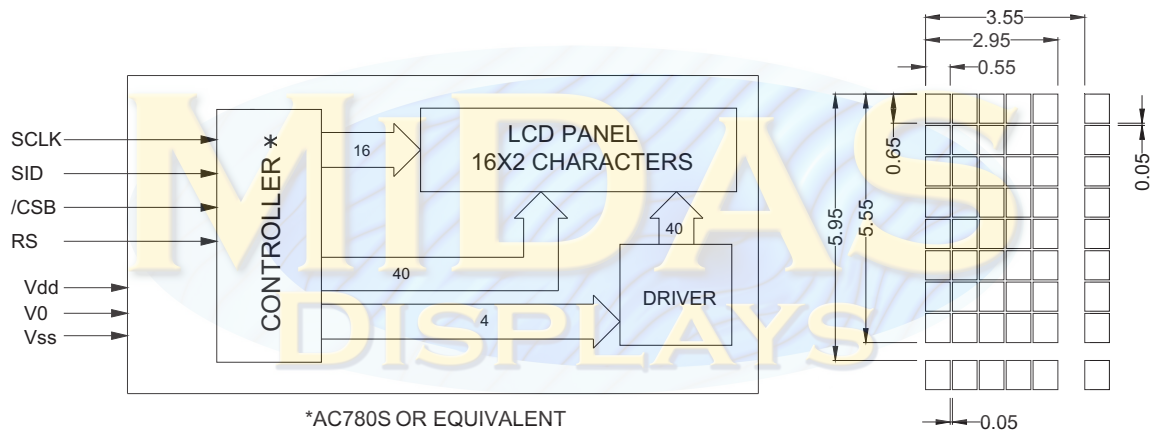 SCLK
SID
/CSB
RS
Vdd
V0
Vss
CONTROLLER *
16
LCD PANEL
16X2 CHARACTERS
40
40
DRIVER
4
*AC780S OR EQUIVALENT
MIDAS
DISPLAYS
3.55
2.95
0.55
0.65
0.05
5.95
5.55
0.05